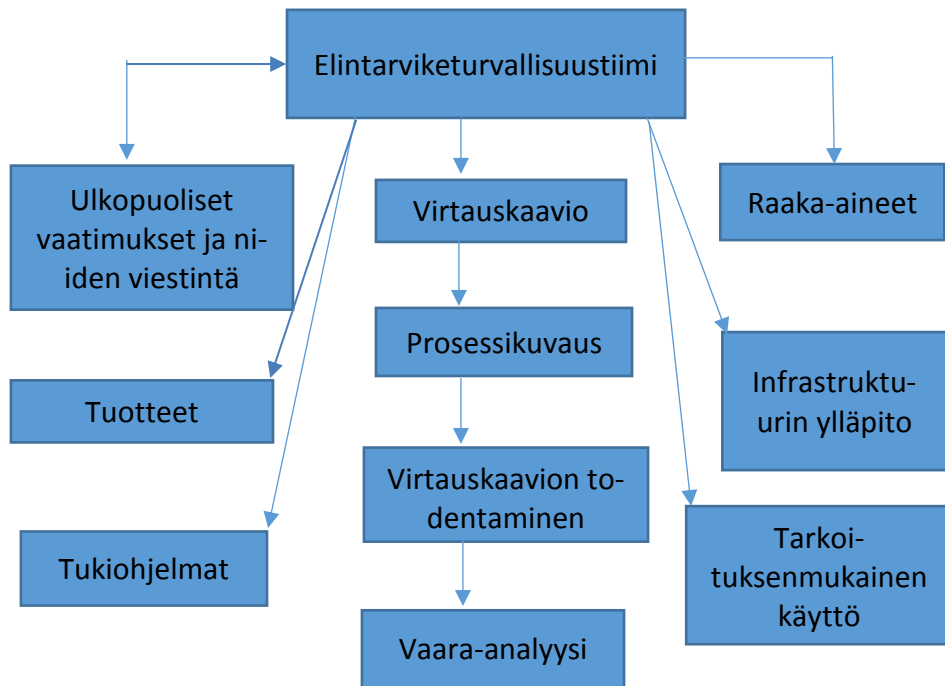 Elintarviketurvallisuustiimi
Ulkopuoliset
vaatimukset ja ni-
iden viestintä
Virtauskaavio
Raaka-aineet
Prosessikuvaus
Tuotteet
Infrastruktu-
urin ylläpito
Virtauskaavion to-
dentaminen
Tukiohjelmat
Tarkoi-
tuksenmukainen
käyttö
Vaara-analyysi